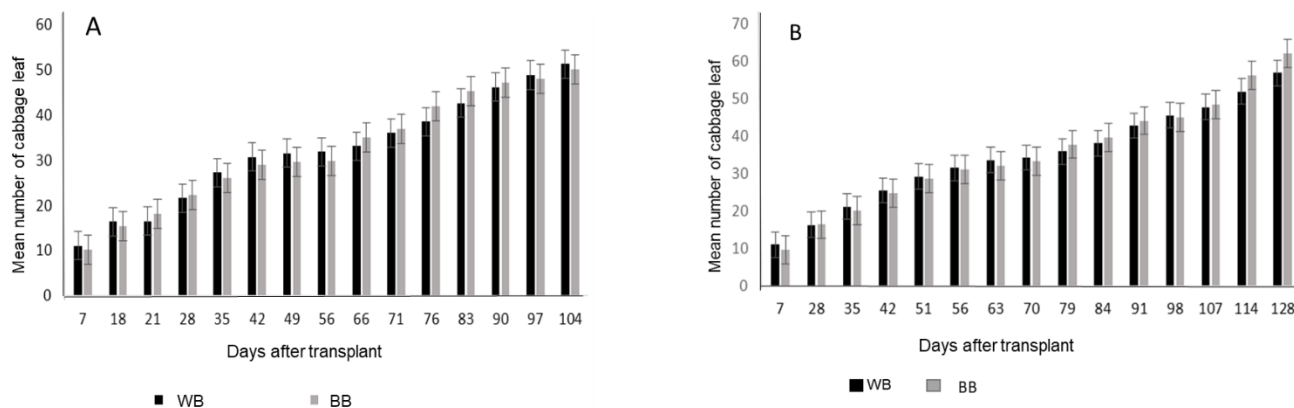 A
Mean number of cabbage leaf
60
50
40
30
20
10
0
7 18 21 28 35 42 49 56 66 71 76 83 90 97 104
Days after transplant
WB BB
B
Mean number of cabbage leaf
70
60
50
40
30
20
10
0
7 28 35 42 51 56 63 70 79 84 91 98 107 114 128
Days after transplant
WB BB